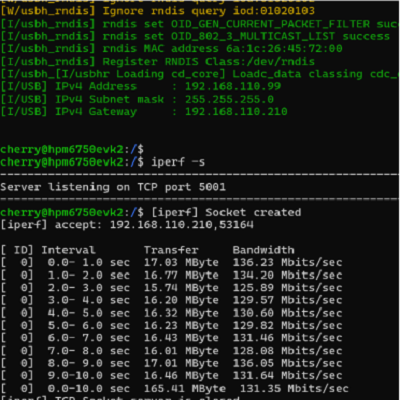 [W/usbh_rndis] Ignore rndis query iod:01020103
[I/usbh_rndis] rndis set OID_GEN_CURRENT_PACKET_FILTER suc
[I/usbh_rndis] rndis set OID_802_3_MULTICAST_LIST success
[I/usbh_rndis] rndis MAC address 6a:1c:26:45:72:00
[I/usbh_rndis] Register RNDIS Class:/dev/rndis
[I/usbh_[I/usbhr Loading cd_core] Loadc_data classing cdc_
[I/USB] IPv4 Address     : 192.168.110.99
[I/USB] IPv4 Subnet mask : 255.255.255.0
[I/USB] IPv4 Gateway     : 192.168.110.210
cherry@hpm6750evk2:/$
cherry@hpm6750evk2:/$ iperf -s
Server listening on TCP port 5001
cherry@hpm6750evk2:/$ [iperf] Socket created
[iperf] accept: 192.168.110.210,53164
[ ID] Interval       Transfer     Bandwidth
[  0]  0.0- 1.0 sec  17.03 MByte  136.23 Mbits/sec
[  0]  1.0- 2.0 sec  16.77 MByte  134.20 Mbits/sec
[  0]  2.0- 3.0 sec  15.74 MByte  125.89 Mbits/sec
[  0]  3.0- 4.0 sec  16.20 MByte  129.57 Mbits/sec
[  0]  4.0- 5.0 sec  16.32 MByte  130.60 Mbits/sec
[  0]  5.0- 6.0 sec  16.23 MByte  129.82 Mbits/sec
[  0]  6.0- 7.0 sec  16.43 MByte  131.46 Mbits/sec
[  0]  7.0- 8.0 sec  16.01 MByte  128.08 Mbits/sec
[  0]  8.0- 9.0 sec  17.01 MByte  136.05 Mbits/sec
[  0]  9.0-10.0 sec  16.46 MByte  131.64 Mbits/sec
[  0]  0.0-10.0 sec  165.41 MByte  131.35 Mbits/sec
[iperf] TCP Socket server is closed